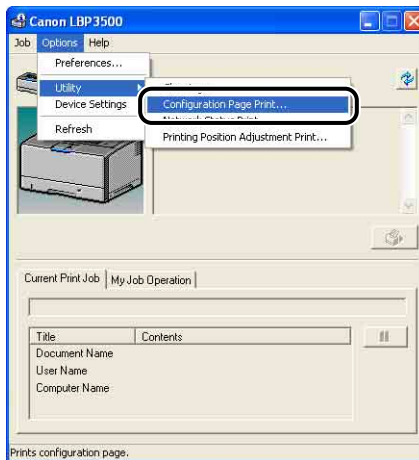 Canon LBP3500
Job Options Help
Preferences...
Utility
Device Settings
Refresh
Configuration Page Print...
Printing Position Adjustment Print...
Current Print Job My Job Operation
Title Contents
Document Name
User Name
Computer Name
Prints configuration page.